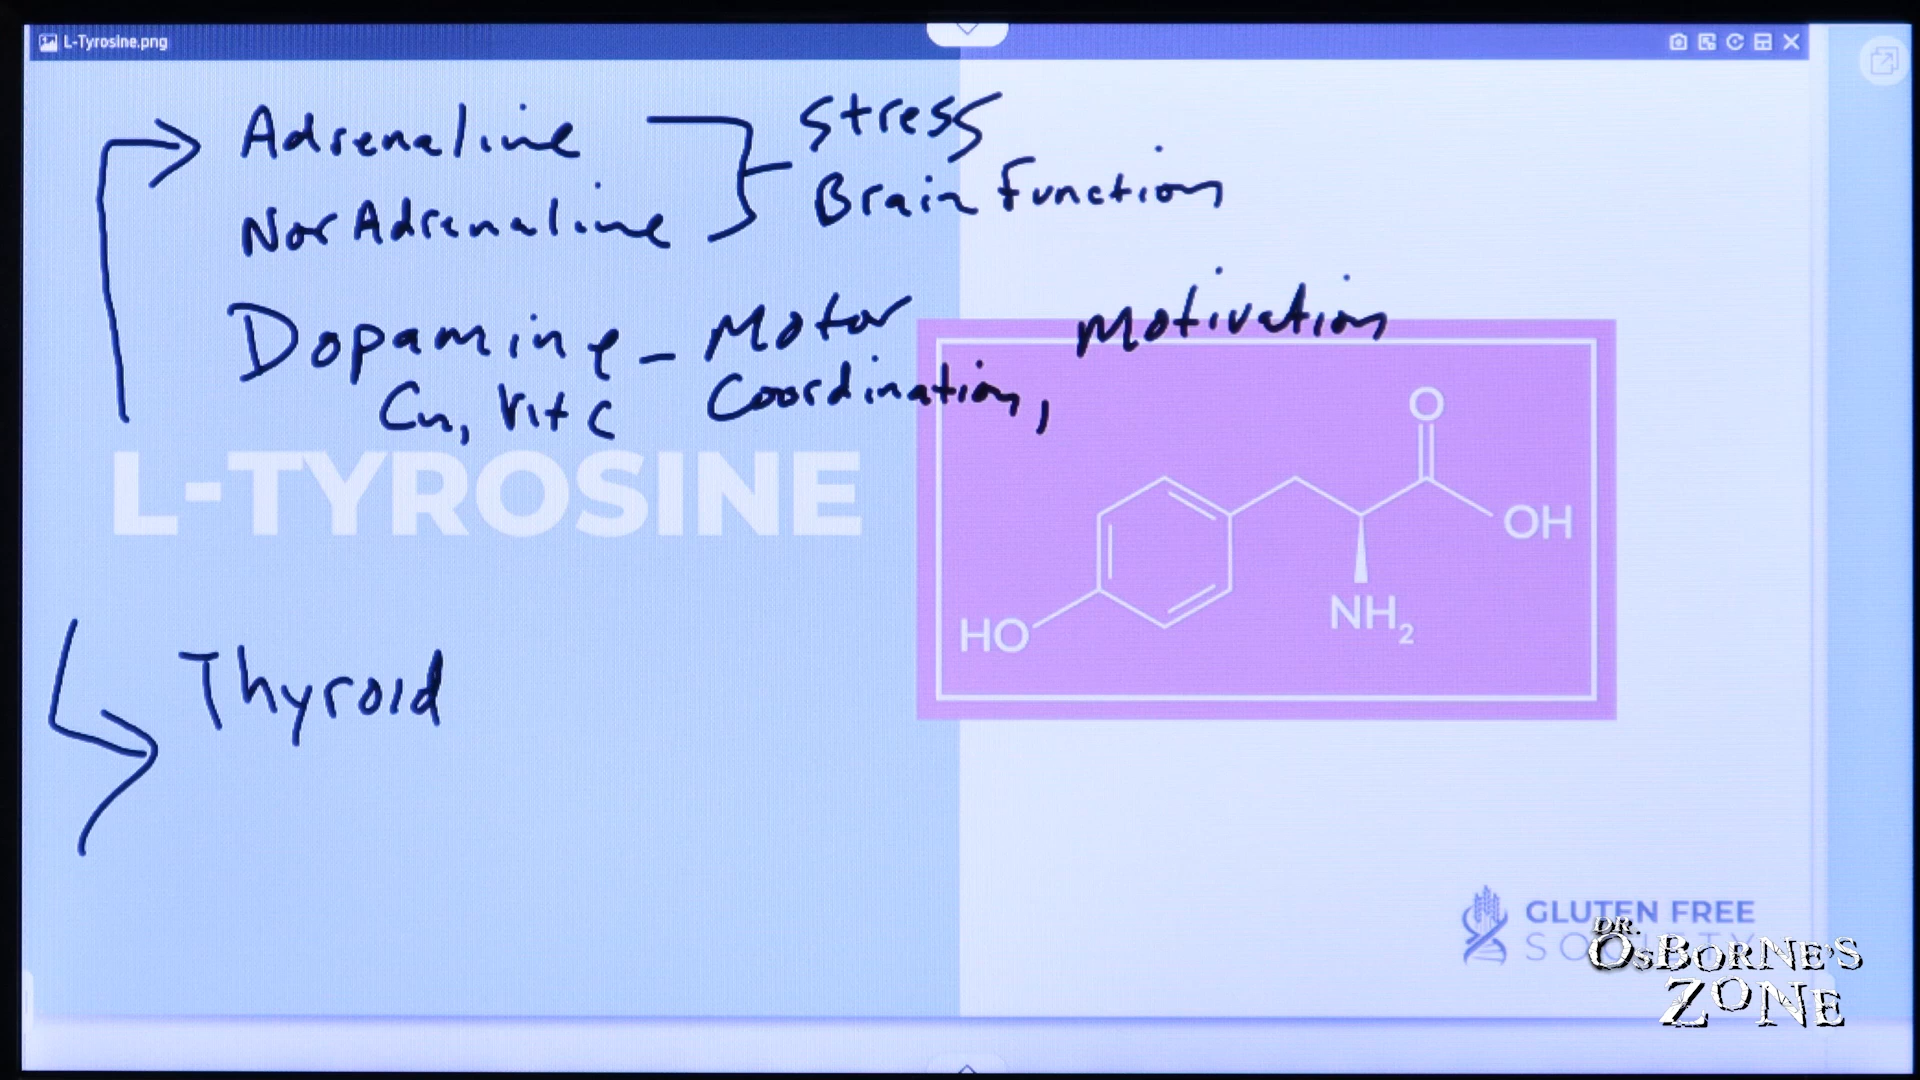 L-Tyrosine.png
Adrenaline
Stress
NorAdrenaline
Brain Function
Dopamine - Motor Motivation
Cu, Vit C Coordination,
L-TYROSINE
O
OH
HO
NH₂
Thyroid
GLUTEN FREE
SOCIETY
DR.
OSBORNE'S
ZONE